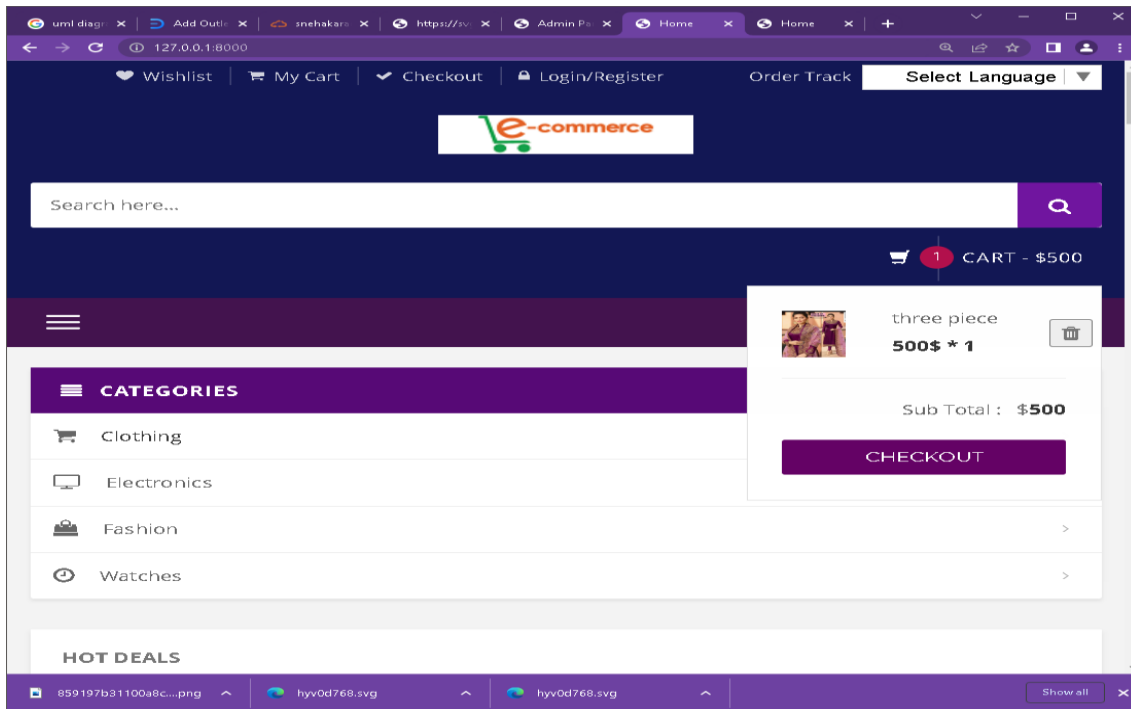 uml diagr
Add Outle
snehakara
https://sv
Admin Pa
Home
Home
127.0.0.1:8000
Wishlist
My Cart
Checkout
Login/Register
Order Track
Select Language
e-commerce
Search here...
1 CART - $500
three piece
500$ * 1
Sub Total : $500
CHECKOUT
CATEGORIES
Clothing
Electronics
Fashion
Watches
HOT DEALS
859197b31100a8c....png
hyv0d768.svg
hyv0d768.svg
Show all